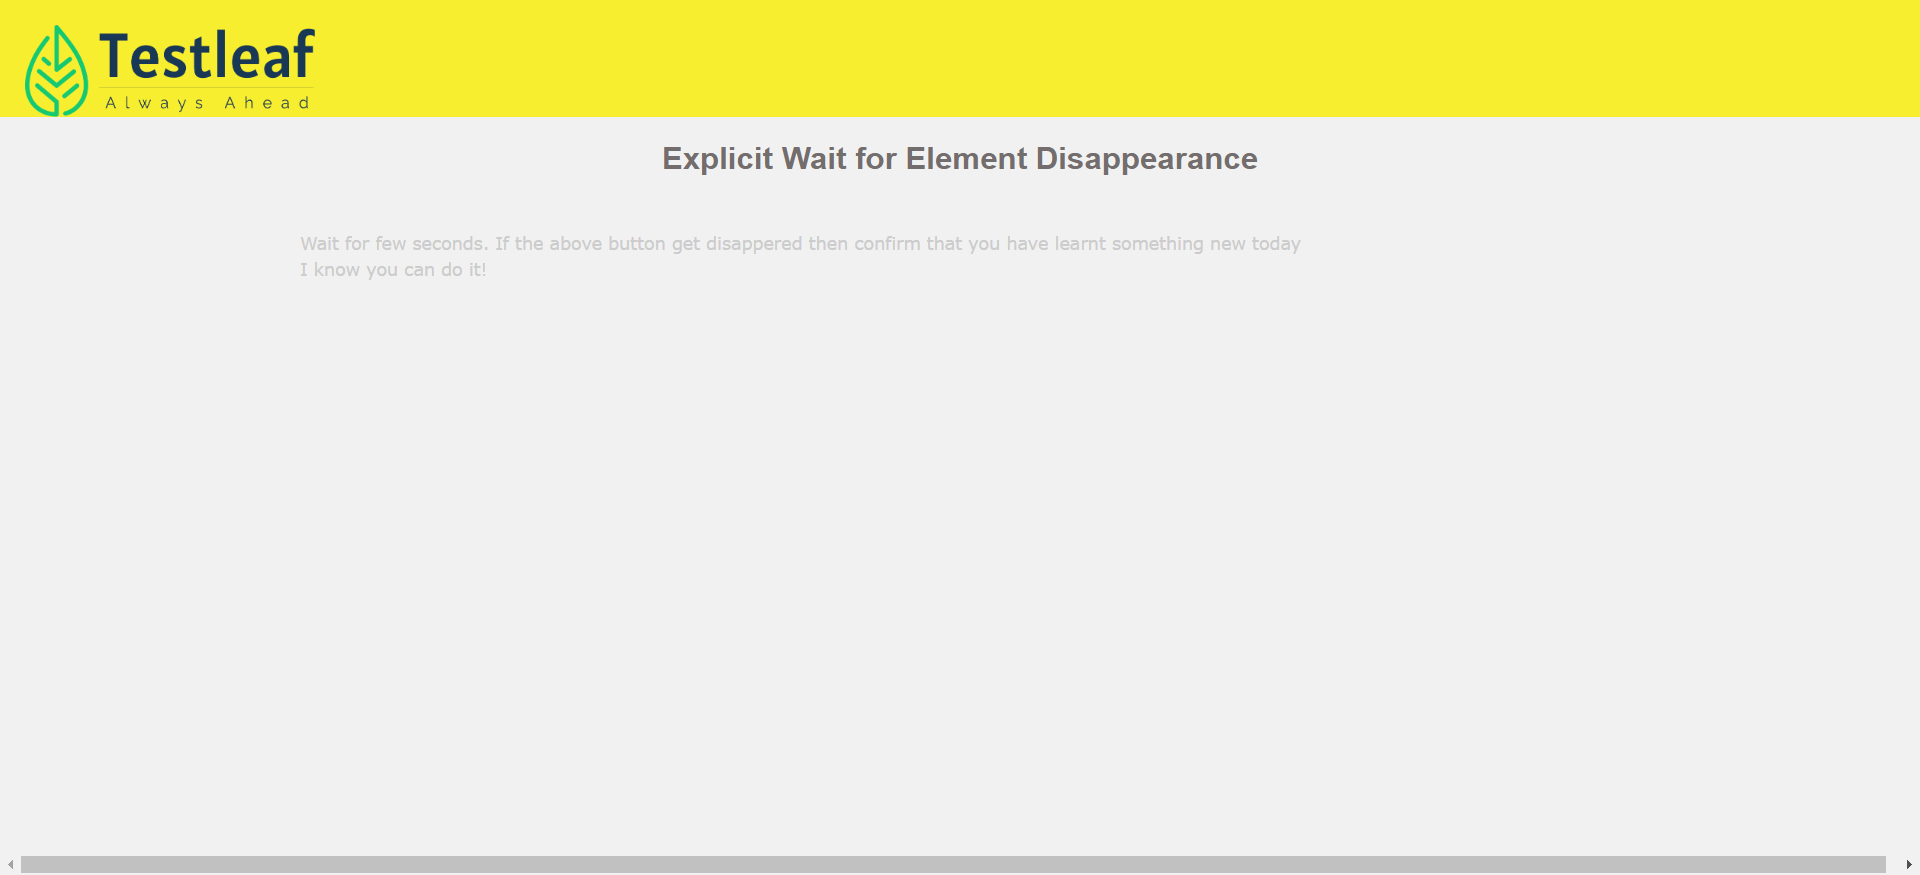 Testleaf
Always Ahead
Explicit Wait for Element Disappearance
Wait for few seconds. If the above button get disappered then confirm that you have learnt something new today
I know you can do it!